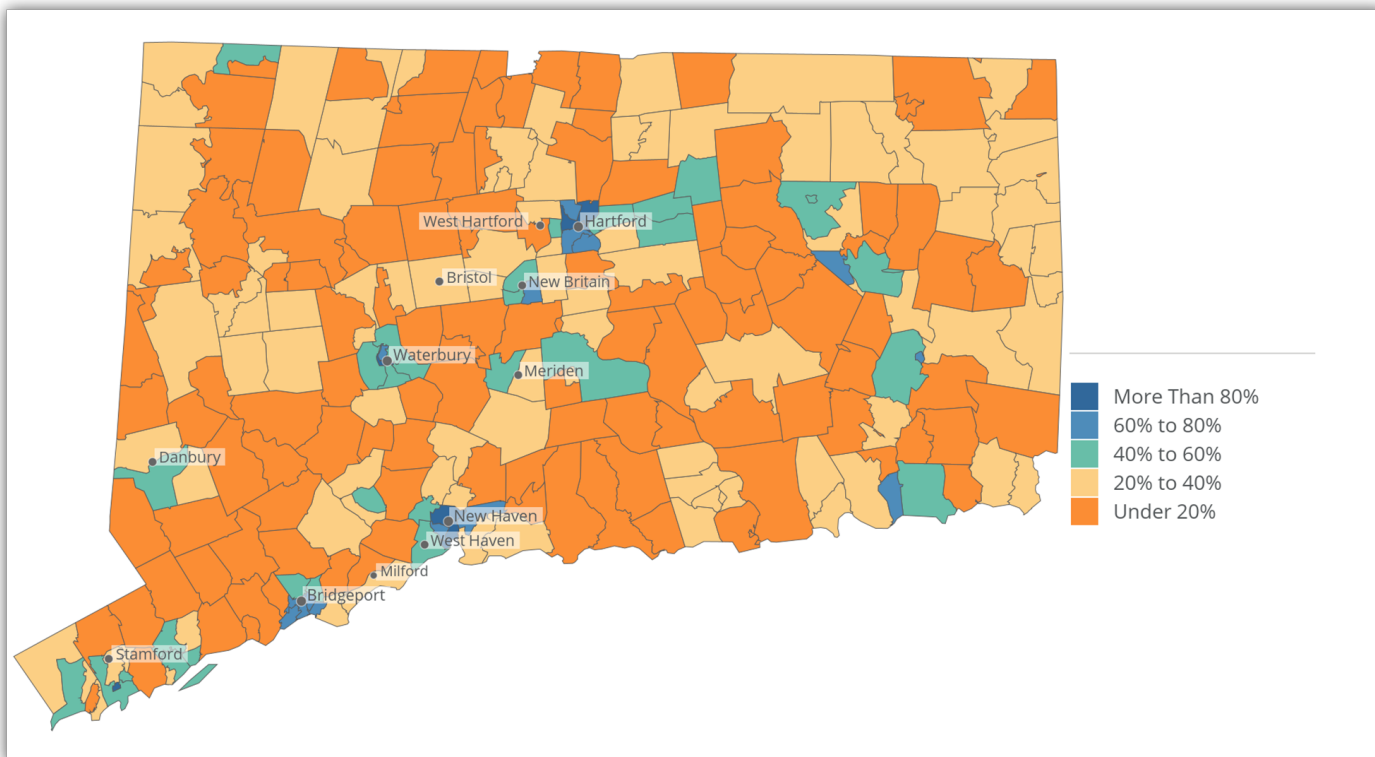 West Hartford
Hartford
Bristol
New Britain
Waterbury
Meriden
Danbury
New Haven
West Haven
Milford
Bridgeport
Stamford
More Than 80%
60% to 80%
40% to 60%
20% to 40%
Under 20%